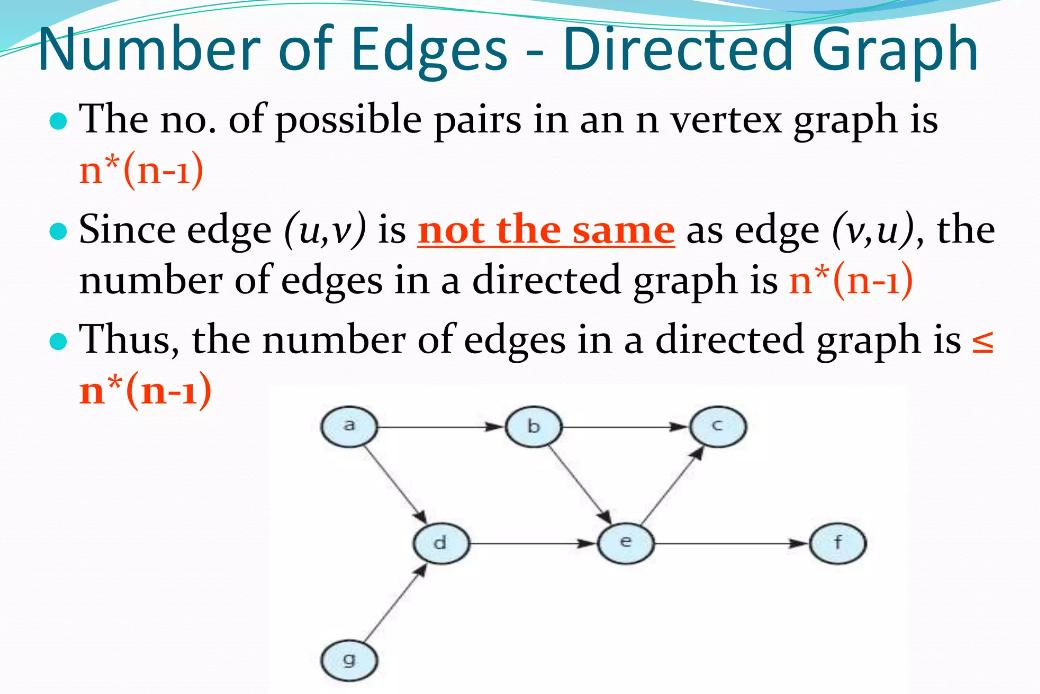 Number of Edges - Directed Graph
The no. of possible pairs in an n vertex graph is
n*(n-1)
Since edge (u,v) is not the same as edge (v,u), the
number of edges in a directed graph is n*(n-1)
Thus, the number of edges in a directed graph is ≤
n*(n-1)
a b c
d e f
g